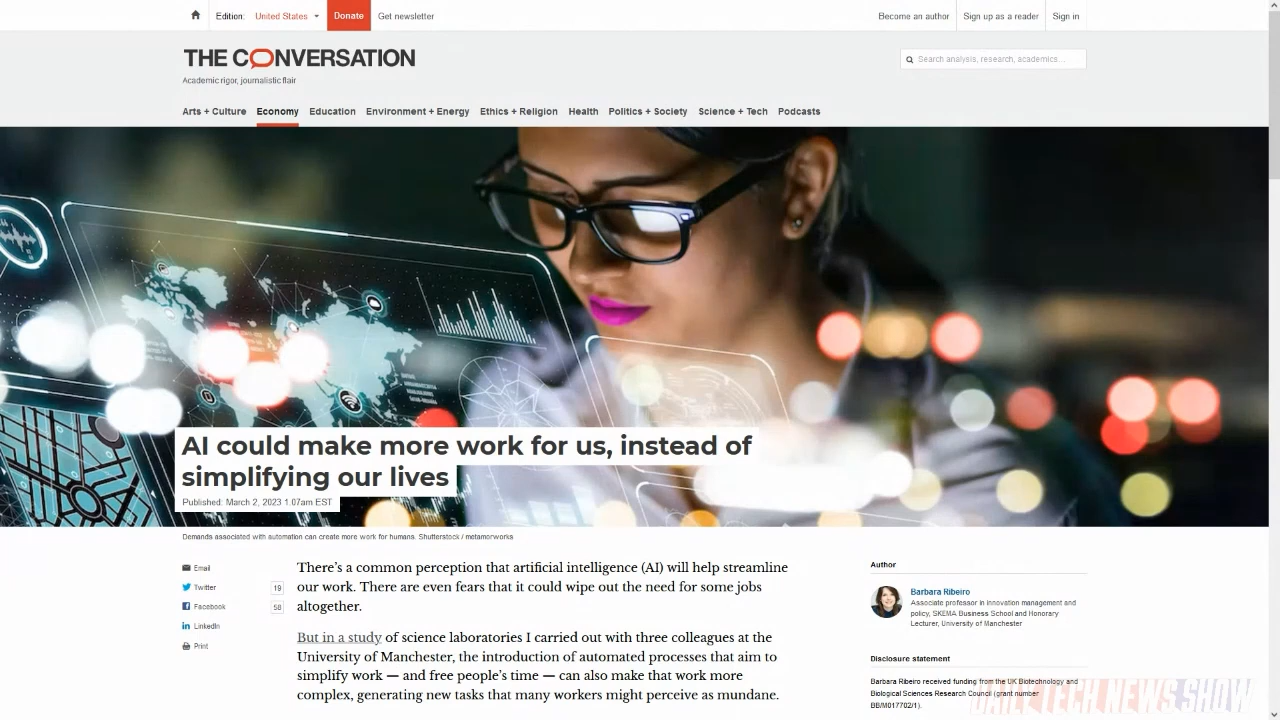 Edition: United States
Donate
Get newsletter
Become an author
Sign up as a reader
Sign in
THE CONVERSATION
Academic rigor, journalistic flair
Search analysis, research, academics…
Arts + Culture
Economy
Education
Environment + Energy
Ethics + Religion
Health
Politics + Society
Science + Tech
Podcasts
AI could make more work for us, instead of
simplifying our lives
Published: March 2, 2023 1.07am EST
Demands associated with automation can create more work for humans. Shutterstock / metamorworks
Email
Twitter
19
Facebook
58
LinkedIn
Print
There's a common perception that artificial intelligence (AI) will help streamline
our work. There are even fears that it could wipe out the need for some jobs
altogether.
But in a study of science laboratories I carried out with three colleagues at the
University of Manchester, the introduction of automated processes that aim to
simplify work — and free people's time — can also make that work more
complex, generating new tasks that many workers might perceive as mundane.
Author
Barbara Ribeiro
Associate professor in innovation management and
policy, SKEMA Business School and Honorary
Lecturer, University of Manchester
Disclosure statement
Barbara Ribeiro received funding from the UK Biotechnology and
Biological Sciences Research Council (grant number
BB/M017702/1).
DAILY TECH NEWS SHOW